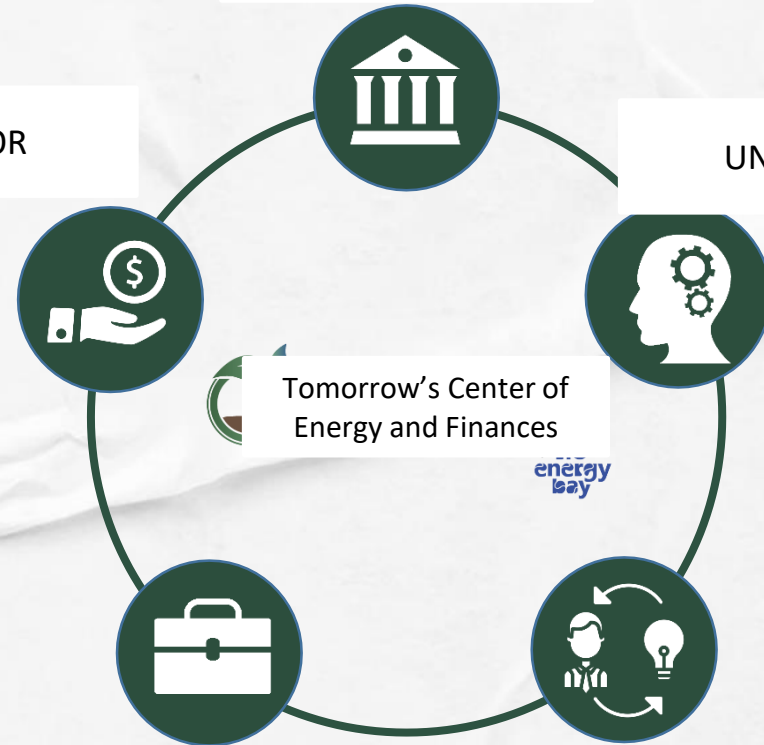 OR
UN
$
Tomorrow's Center of
Energy and Finances
energy
bay